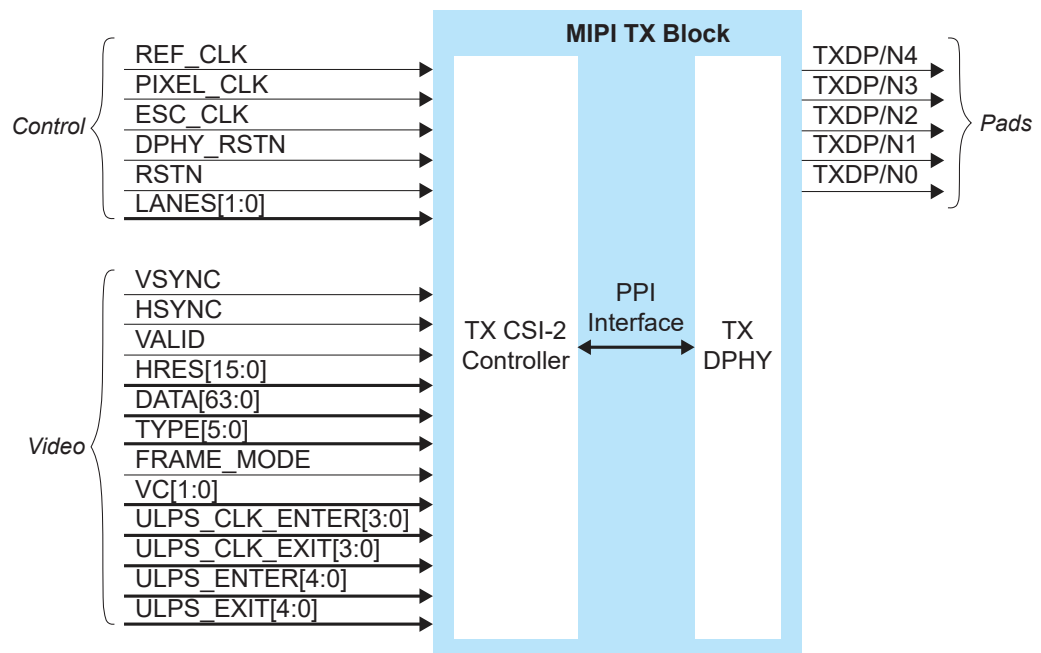 MIPI TX Block
Control
REF_CLK
PIXEL_CLK
ESC_CLK
DPHY_RSTN
RSTN
LANES[1:0]
Video
VSYNC
HSYNC
VALID
HRES[15:0]
DATA[63:0]
TYPE[5:0]
FRAME_MODE
VC[1:0]
ULPS_CLK_ENTER[3:0]
ULPS_CLK_EXIT[3:0]
ULPS_ENTER[4:0]
ULPS_EXIT[4:0]
TX CSI-2
Controller
PPI
Interface
TX
DPHY
TXDP/N4
TXDP/N3
TXDP/N2
TXDP/N1
TXDP/N0
Pads